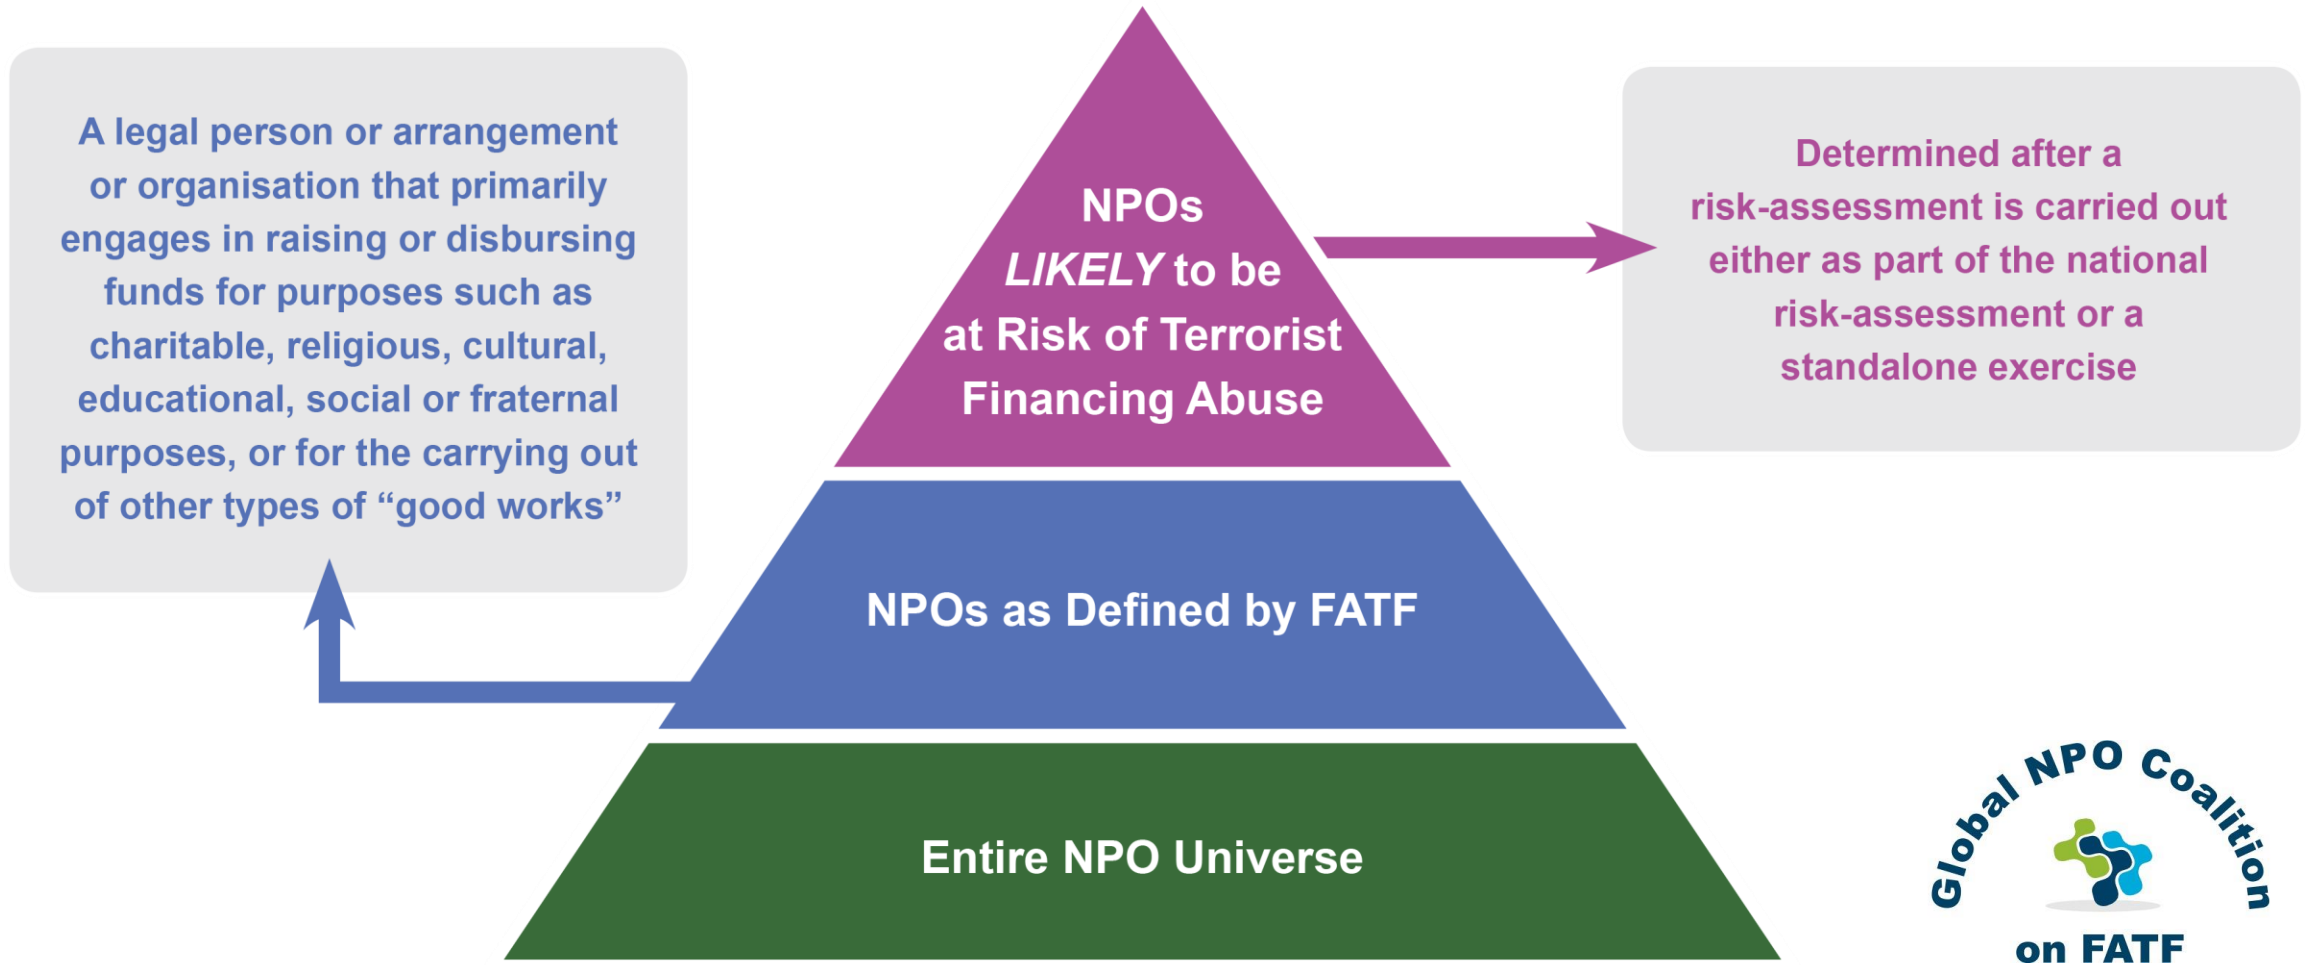 A legal person or arrangement
or organisation that primarily
engages in raising or disbursing
funds for purposes such as
charitable, religious, cultural,
educational, social or fraternal
purposes, or for the carrying out
of other types of “good works”
NPOs
LIKELY to be
at Risk of Terrorist
Financing Abuse
Determined after a
risk-assessment is carried out
either as part of the national
risk-assessment or a
standalone exercise
NPOs as Defined by FATF
Entire NPO Universe
Global NPO Coalition
on FATF